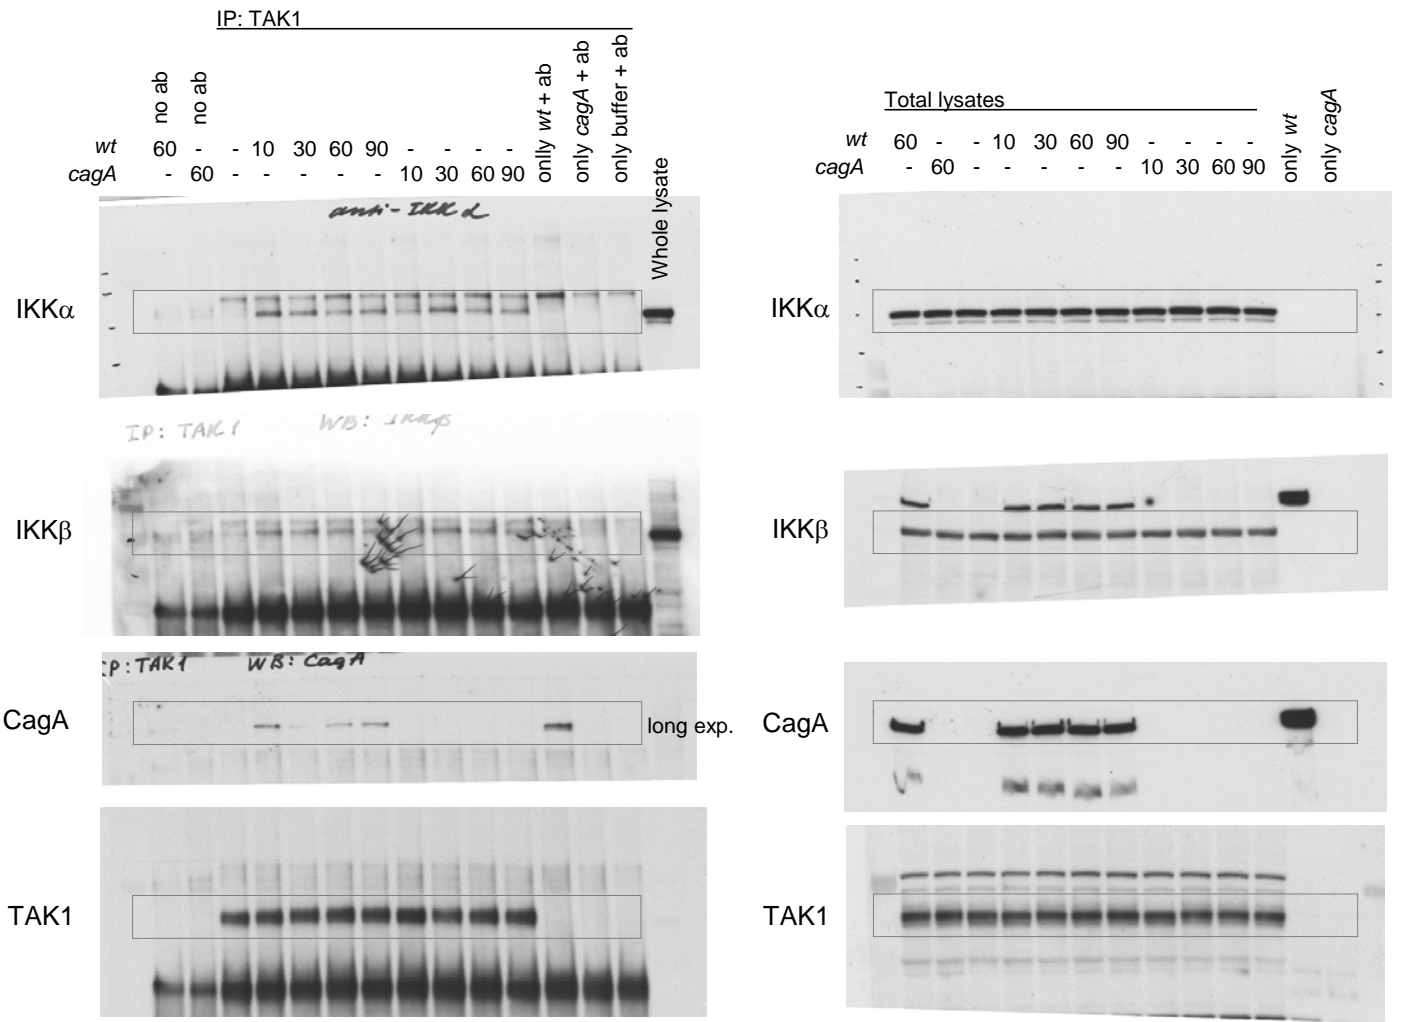 IP: TAK1
no ab
no ab
onlly wt + ab
only cagA + ab
only buffer + ab
wt 60 - - 10 30 60 90 - - - -
cagA - 60 - - - - - 10 30 60 90
Whole lysate
anti-IKK α
IKKα
IP: TAK1 WB: IKKβ
IKKβ
IP: TAK1 WB: CagA
CagA
long exp.
TAK1
Total lysates
only wt
only cagA
wt 60 - - 10 30 60 90 - - - -
cagA - 60 - - - - - 10 30 60 90
IKKα
IKKβ
CagA
TAK1